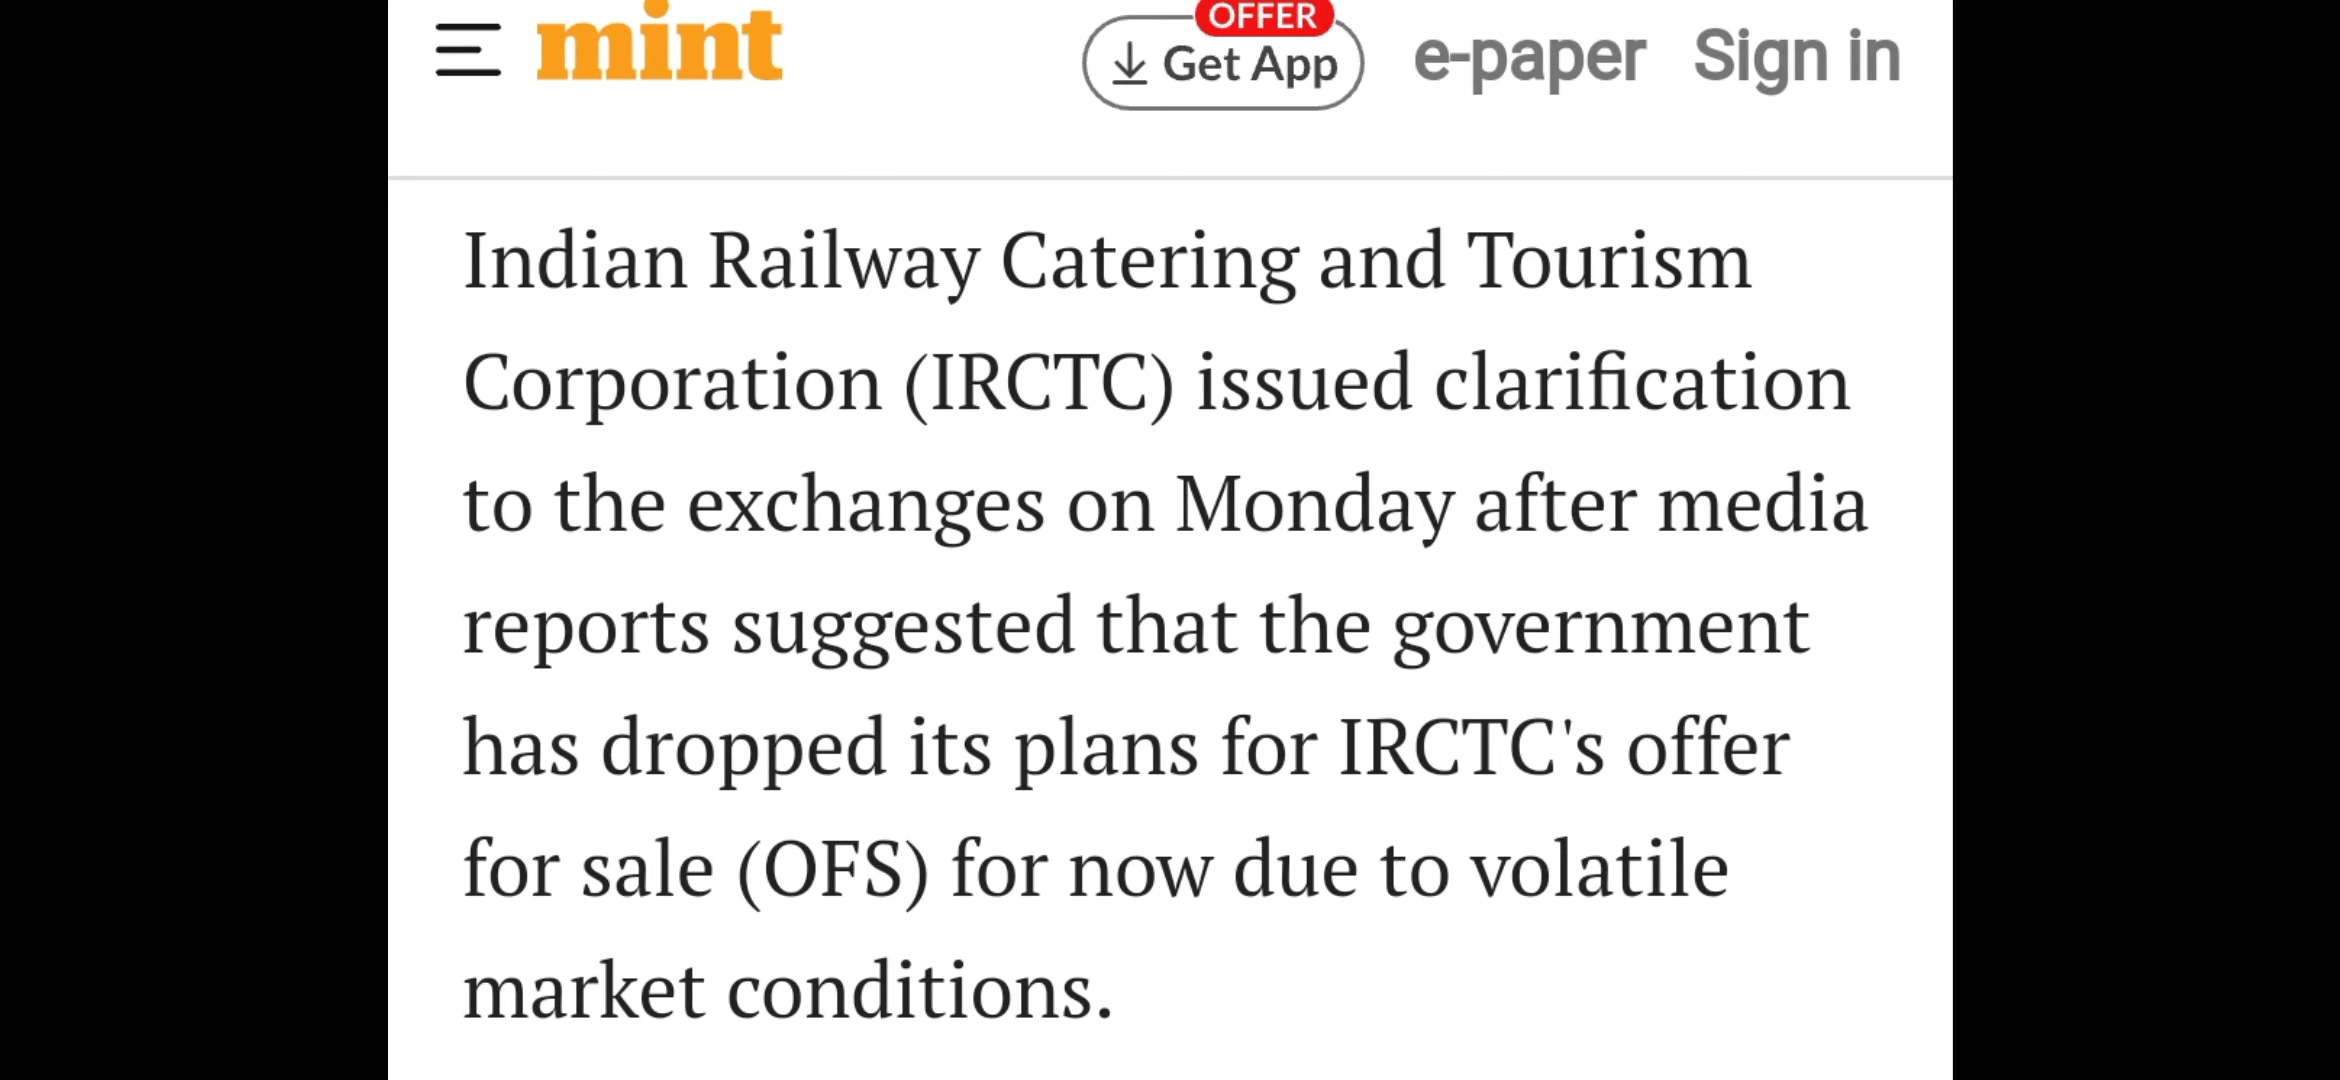 mint
OFFER
Get App
e-paper
Sign in
Indian Railway Catering and Tourism
Corporation (IRCTC) issued clarification
to the exchanges on Monday after media
reports suggested that the government
has dropped its plans for IRCTC's offer
for sale (OFS) for now due to volatile
market conditions.